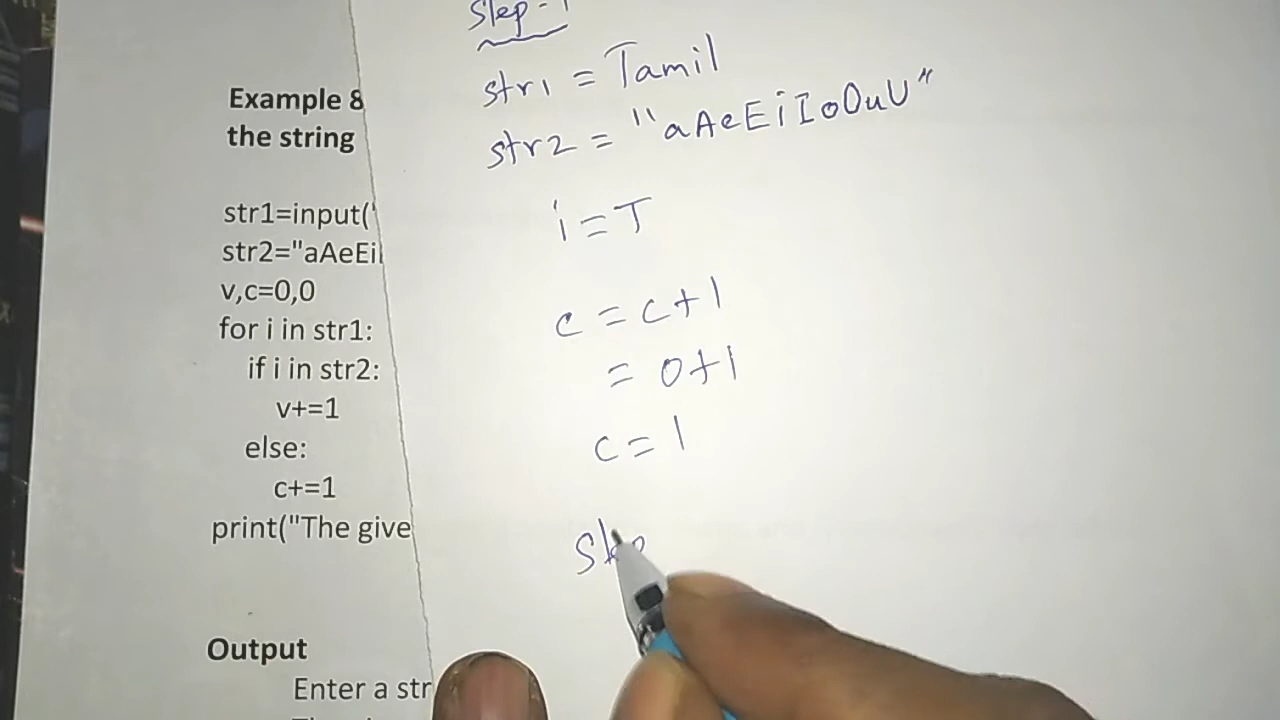 Example 8
the string
str1=input('
str2="aAeEi
v,c=0,0
for i in str1:
if i in str2:
v+=1
else:
c+=1
print("The give
Output
Enter a str
Step-1
str1 = Tamil
str2 = "aAeEiIoOuU"
i=T
c = c+1
= 0+1
c = 1